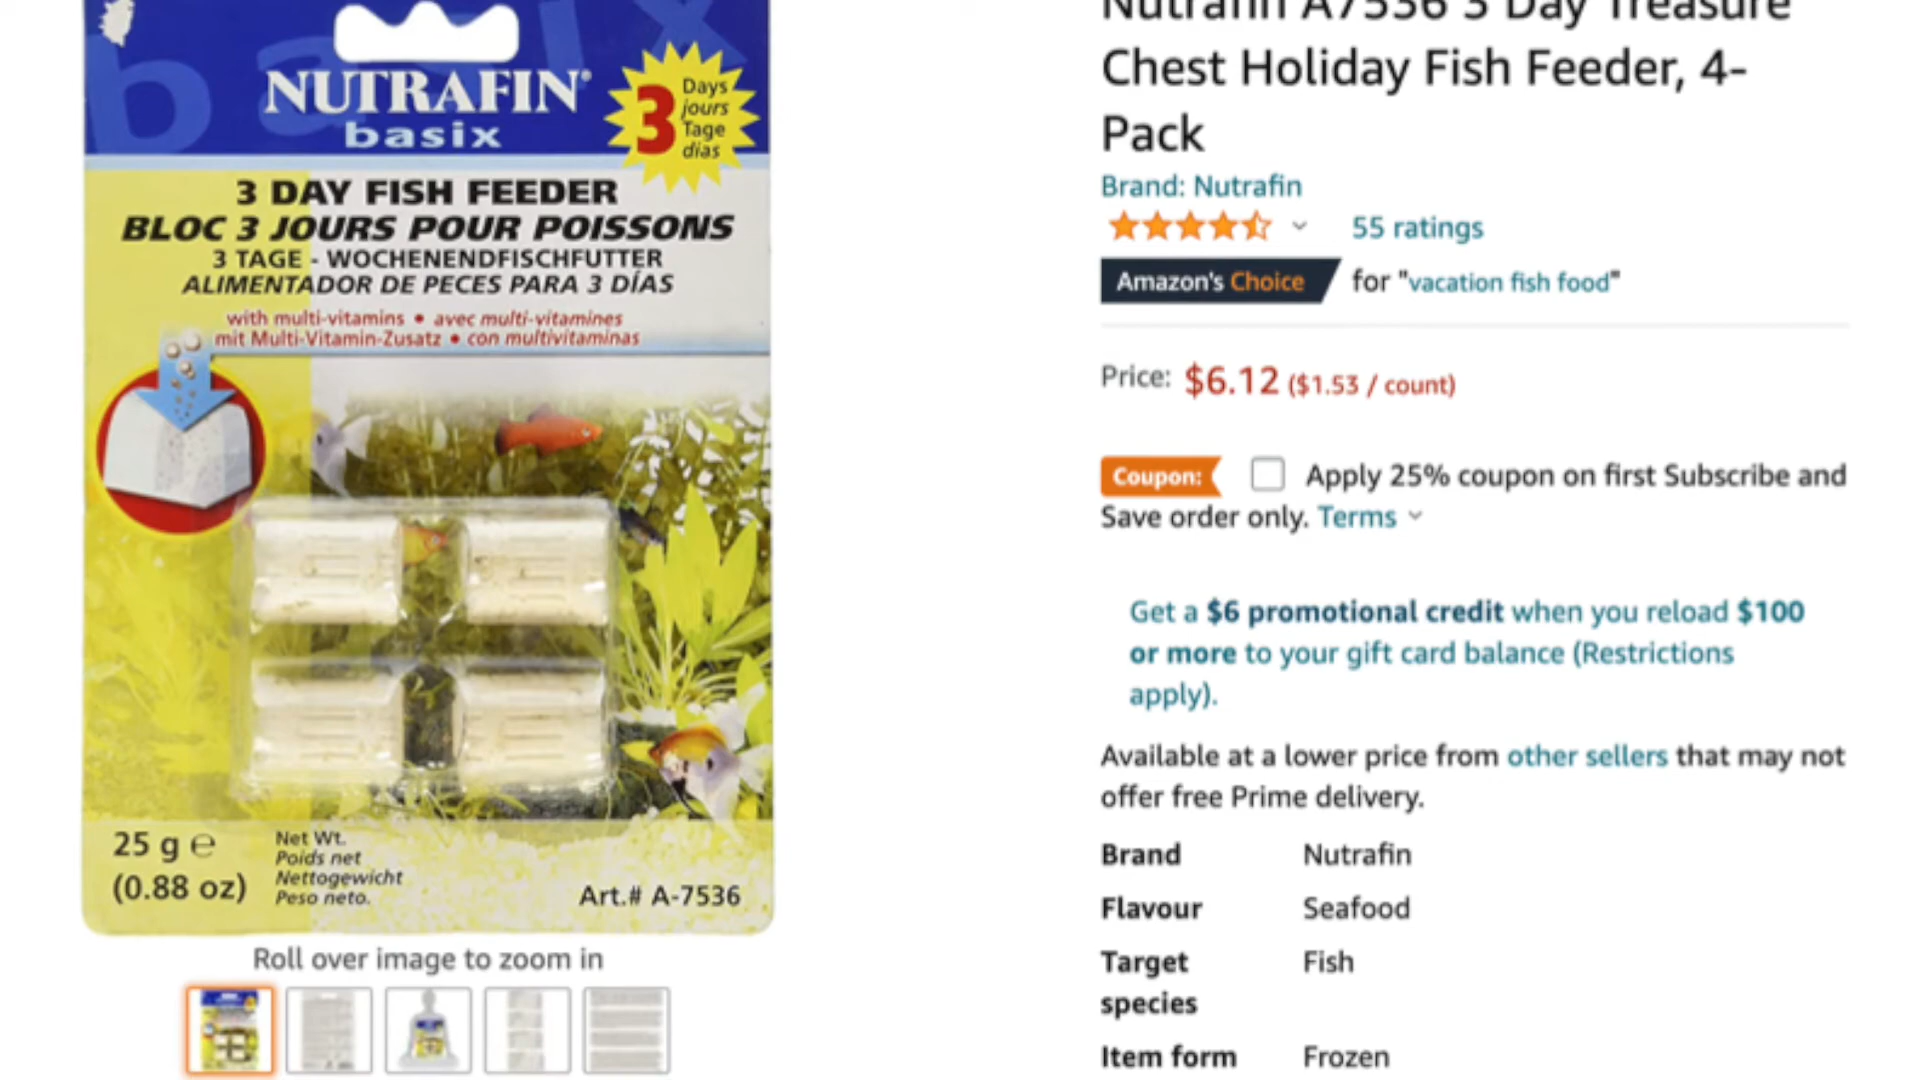 basix
NUTRAFIN®
basix
3
Days
jours
Tage
días
3 DAY FISH FEEDER
BLOC 3 JOURS POUR POISSONS
3 TAGE - WOCHENENDFISCHFUTTER
ALIMENTADOR DE PECES PARA 3 DÍAS
with multi-vitamins • avec multi-vitamines
mit Multi-Vitamin-Zusatz • con multivitaminas
25 g e
(0.88 oz)
Net Wt.
Poids net
Nettogewicht
Peso neto.
Art.# A-7536
Roll over image to zoom in
Nutrafin A7536 3 Day Treasure
Chest Holiday Fish Feeder, 4-
Pack
Brand: Nutrafin
55 ratings
Amazon's Choice for "vacation fish food"
Price: $6.12 ($1.53 / count)
Coupon: Apply 25% coupon on first Subscribe and
Save order only. Terms
Get a $6 promotional credit when you reload $100
or more to your gift card balance (Restrictions
apply).
Available at a lower price from other sellers that may not
offer free Prime delivery.
Brand Nutrafin
Flavour Seafood
Target Fish
species
Item form Frozen